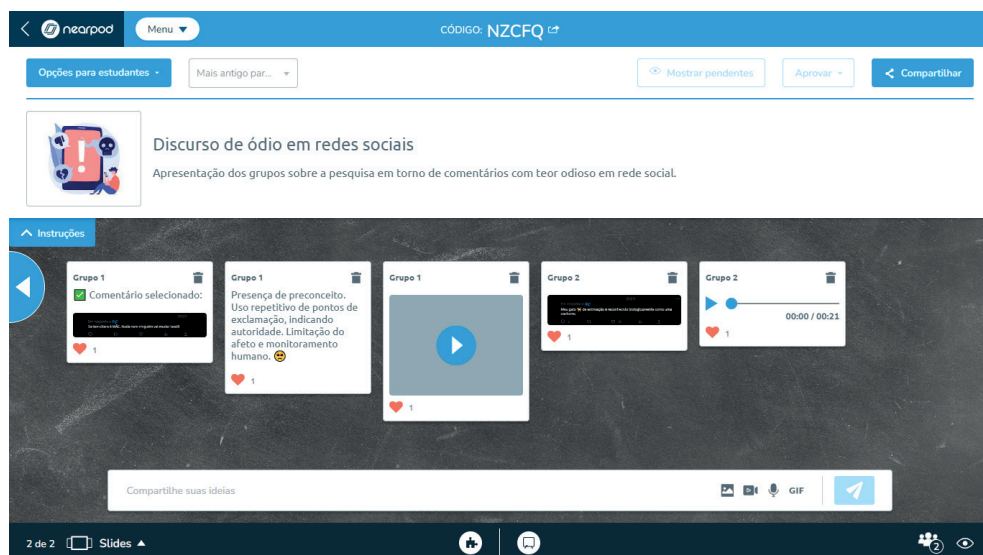 nearpod
Menu
CÓDIGO: NZCFQ
Opções para estudantes
Mais antigo par...
Mostrar pendentes
Aprovar
Compartilhar
Discurso de ódio em redes sociais
Apresentação dos grupos sobre a pesquisa em torno de comentários com teor odioso em rede social.
Instruções
Grupo 1
✅ Comentário selecionado:
1
Grupo 1
Presença de preconceito.
Uso repetitivo de pontos de
exclamação, indicando
autoridade. Limitação do
afeto e monitoramento
humano.
1
Grupo 1
1
Grupo 2
1
Grupo 2
00:00 / 00:21
1
Compartilhe suas ideias
GIF
2 de 2
Slides
2